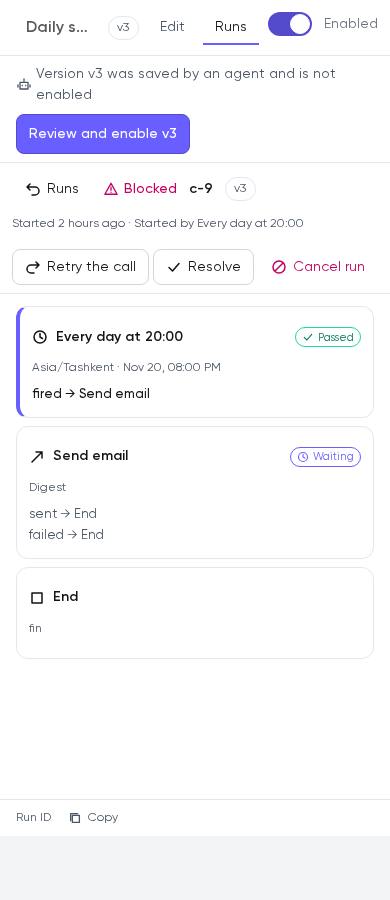 Daily s... v3 Edit Runs Enabled
Version v3 was saved by an agent and is not
enabled
Review and enable v3
Runs Blocked c-9 v3
Started 2 hours ago · Started by Every day at 20:00
Retry the call Resolve Cancel run
Every day at 20:00 Passed
Asia/Tashkent · Nov 20, 08:00 PM
fired → Send email
Send email Waiting
Digest
sent → End
failed → End
End
fin
Run ID Copy